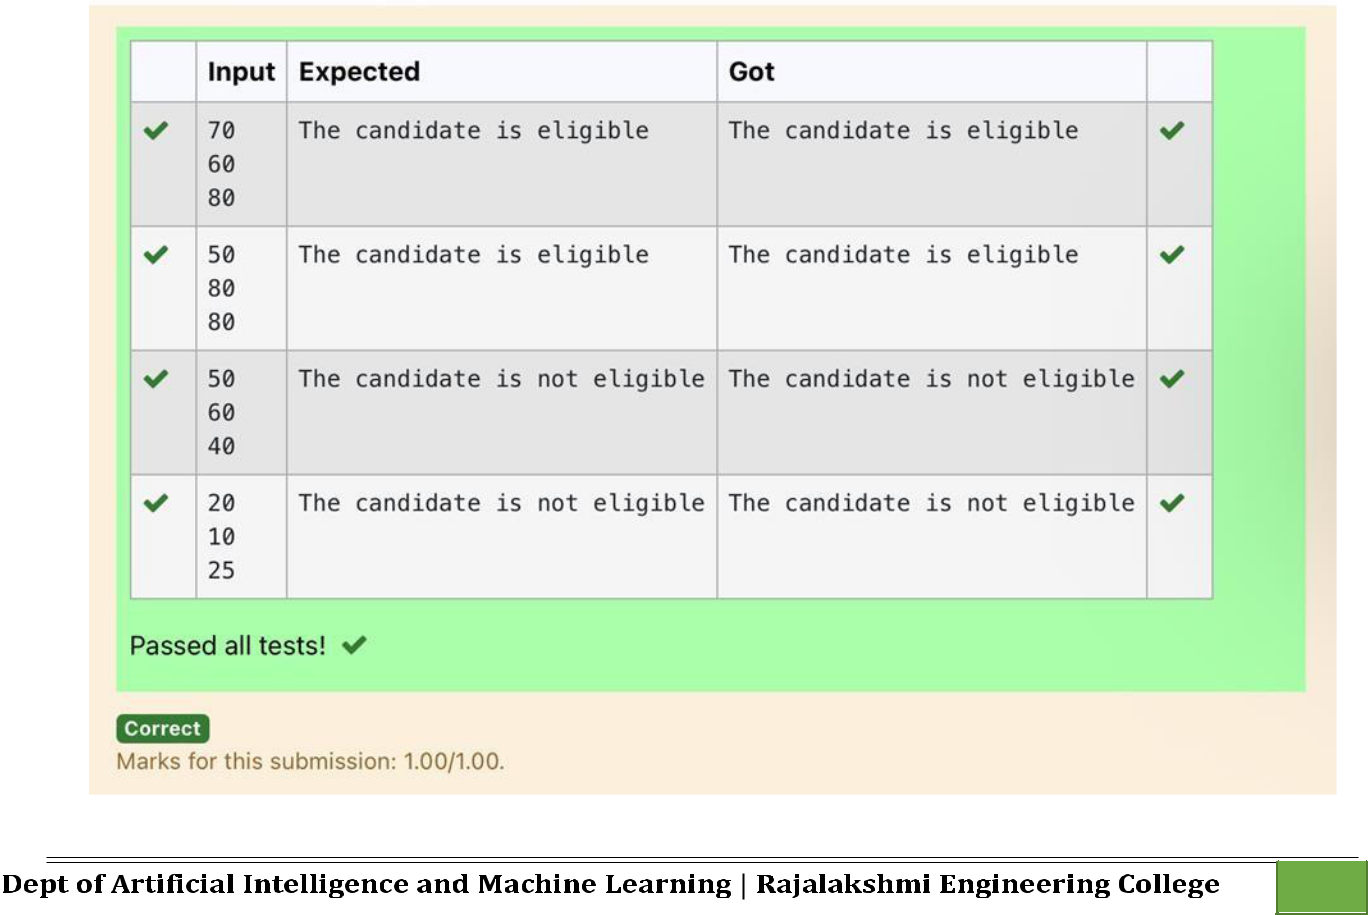 Input Expected Got
70 The candidate is eligible The candidate is eligible
60
80
50 The candidate is eligible The candidate is eligible
80
80
50 The candidate is not eligible The candidate is not eligible
60
40
20 The candidate is not eligible The candidate is not eligible
10
25
Passed all tests!
Correct
Marks for this submission: 1.00/1.00.
Dept of Artificial Intelligence and Machine Learning | Rajalakshmi Engineering College